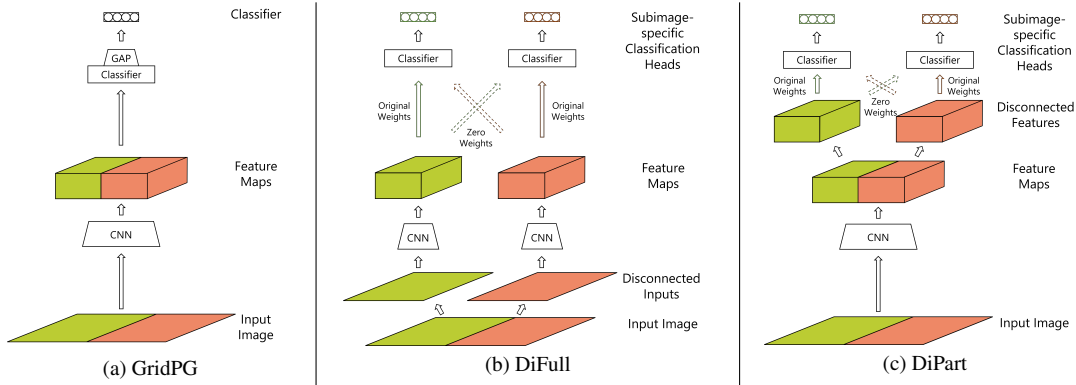 Classifier
GAP
Classifier
Feature
Maps
CNN
Input
Image
(a) GridPG
Subimage-
specific
Classification
Heads
Classifier
Classifier
Original
Weights
Zero
Weights
Original
Weights
Feature
Maps
CNN
CNN
Disconnected
Inputs
Input Image
(b) DiFull
Subimage-
specific
Classification
Heads
Classifier
Classifier
Original
Weights
Zero
Weights
Original
Weights
Disconnected
Features
Feature
Maps
CNN
Input Image
(c) DiPart